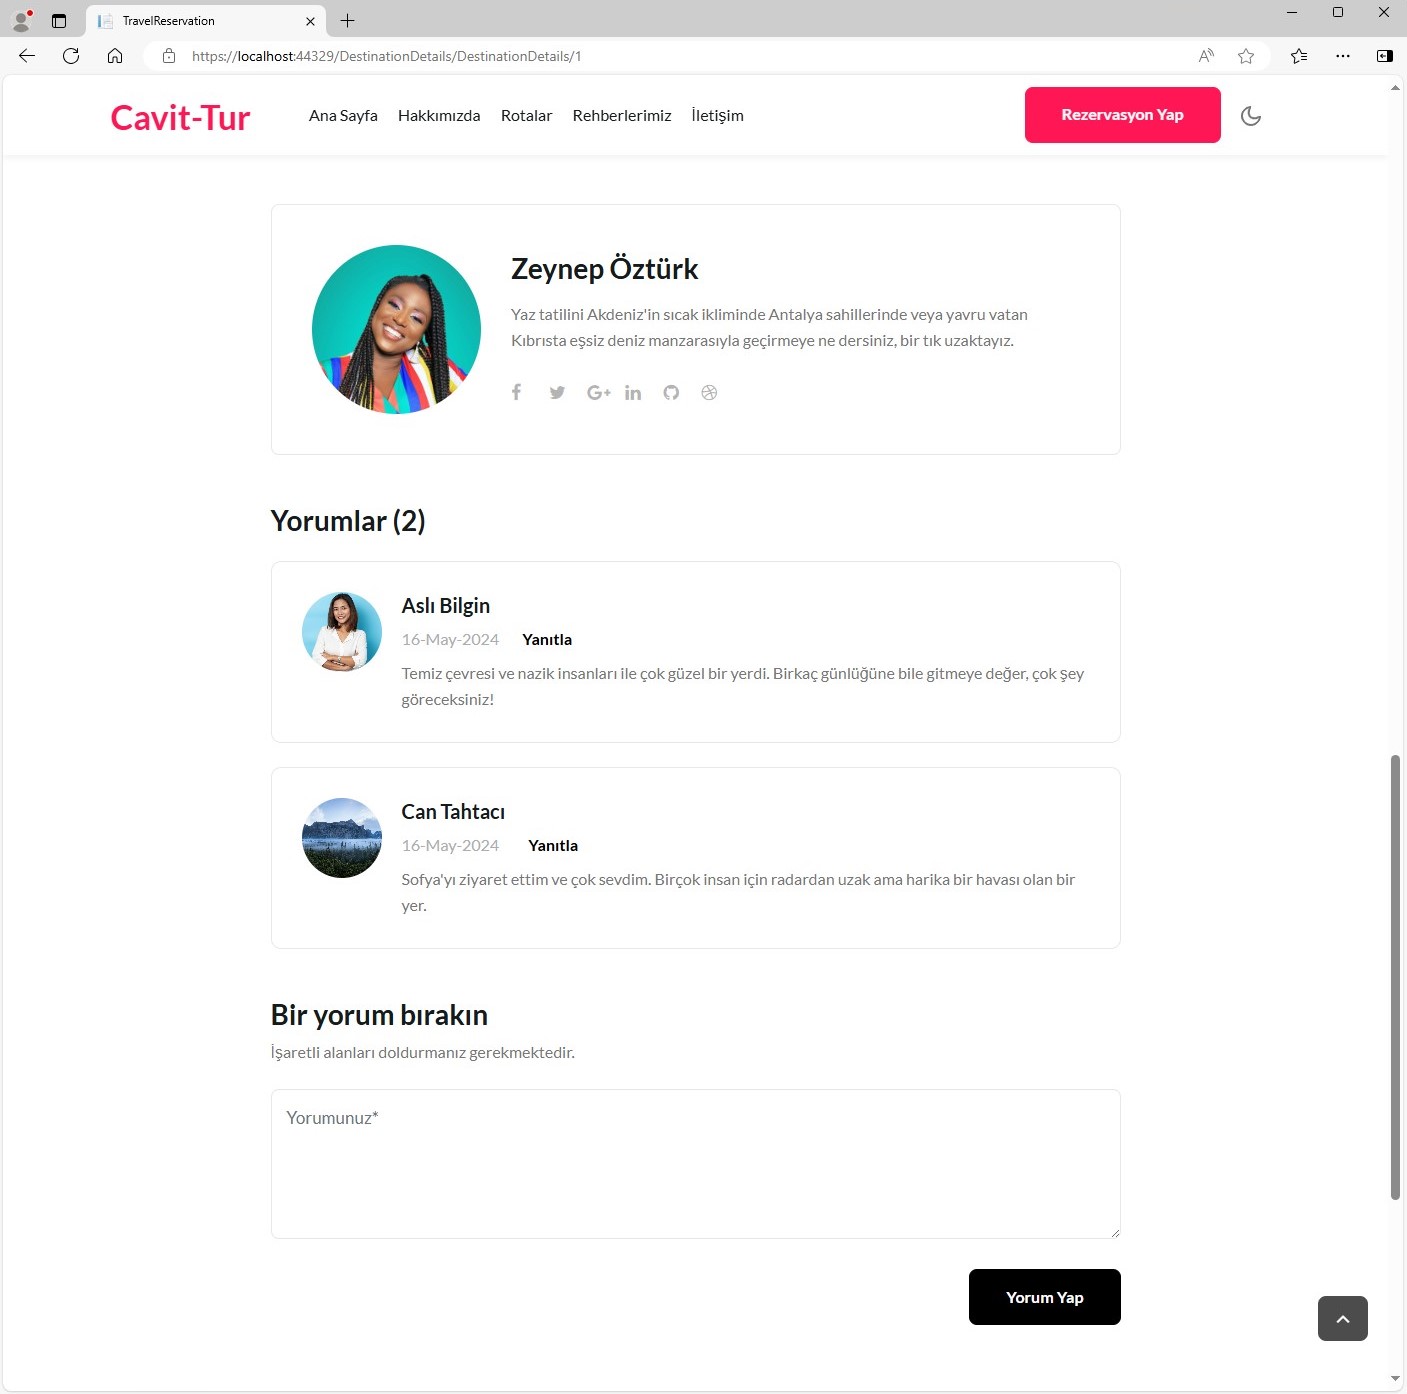 TravelReservation
https://localhost:44329/DestinationDetails/DestinationDetails/1
Cavit-Tur
Ana Sayfa Hakkımızda Rotalar Rehberlerimiz İletişim
Rezervasyon Yap
Zeynep Öztürk
Yaz tatilini Akdeniz'in sıcak ikliminde Antalya sahillerinde veya yavru vatan
Kıbrısta eşsiz deniz manzarasıyla geçirmeye ne dersiniz, bir tık uzaktayız.
Yorumlar (2)
Aslı Bilgin
16-May-2024 Yanıtla
Temiz çevresi ve nazik insanları ile çok güzel bir yerdi. Birkaç günlüğüne bile gitmeye değer, çok şey
göreceksiniz!
Can Tahtacı
16-May-2024 Yanıtla
Sofya'yı ziyaret ettim ve çok sevdim. Birçok insan için radardan uzak ama harika bir havası olan bir
yer.
Bir yorum bırakın
İşaretli alanları doldurmanız gerekmektedir.
Yorumunuz*
Yorum Yap